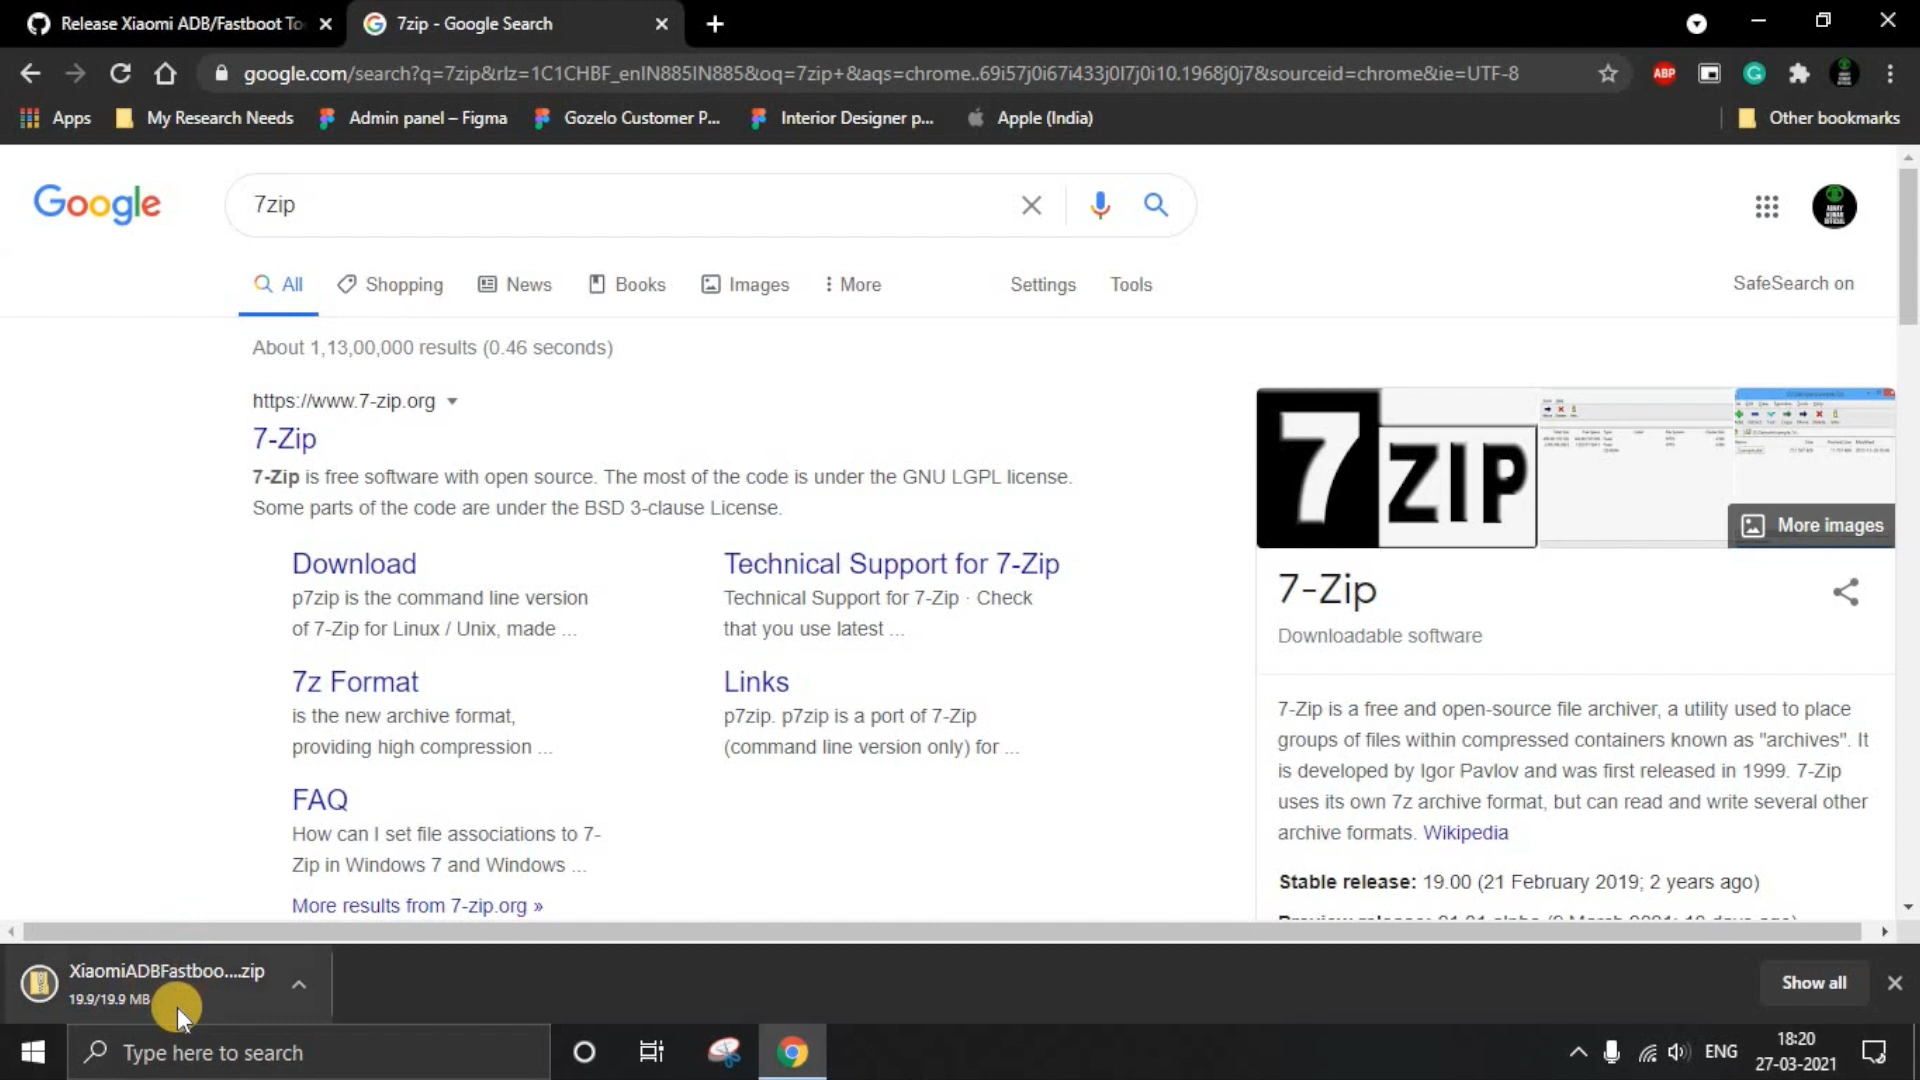 Release Xiaomi ADB/Fastboot To
7zip - Google Search
google.com/search?q=7zip&rlz=1C1CHBF_enIN885IN885&oq=7zip+&aqs=chrome..69i57j0i67i433j0l7j0i10.1968j0j7&sourceid=chrome&ie=UTF-8
ABP
Apps
My Research Needs
Admin panel – Figma
Gozelo Customer P...
Interior Designer p...
Apple (India)
Other bookmarks
Google
7zip
ABHAY
KUMAR
OFFICIAL
All
Shopping
News
Books
Images
More
Settings
Tools
SafeSearch on
About 1,13,00,000 results (0.46 seconds)
https://www.7-zip.org
7-Zip
7-Zip is free software with open source. The most of the code is under the GNU LGPL license.
Some parts of the code are under the BSD 3-clause License.
Download
p7zip is the command line version
of 7-Zip for Linux / Unix, made ...
Technical Support for 7-Zip
Technical Support for 7-Zip · Check
that you use latest ...
7z Format
is the new archive format,
providing high compression ...
Links
p7zip. p7zip is a port of 7-Zip
(command line version only) for ...
FAQ
How can I set file associations to 7-
Zip in Windows 7 and Windows ...
More results from 7-zip.org »
7 ZIP
More images
7-Zip
Downloadable software
7-Zip is a free and open-source file archiver, a utility used to place
groups of files within compressed containers known as "archives". It
is developed by Igor Pavlov and was first released in 1999. 7-Zip
uses its own 7z archive format, but can read and write several other
archive formats. Wikipedia
Stable release: 19.00 (21 February 2019; 2 years ago)
XiaomiADBFastboo....zip
19.9/19.9 MB
Show all
Type here to search
ENG
18:20
27-03-2021